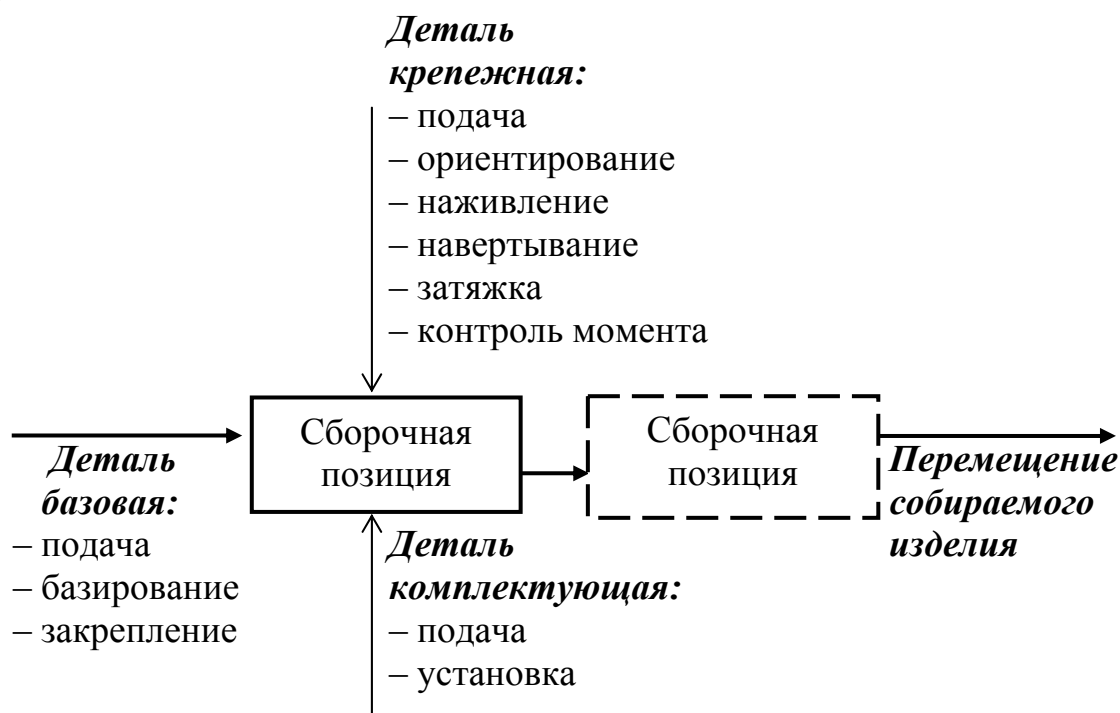 Деталь
крепежная:
– подача
– ориентирование
– наживление
– навертывание
– затяжка
– контроль момента
Сборочная
позиция
Сборочная
позиция
Деталь
базовая:
– подача
– базирование
– закрепление
Деталь
комплектующая:
– подача
– установка
Перемещение
собираемого
изделия